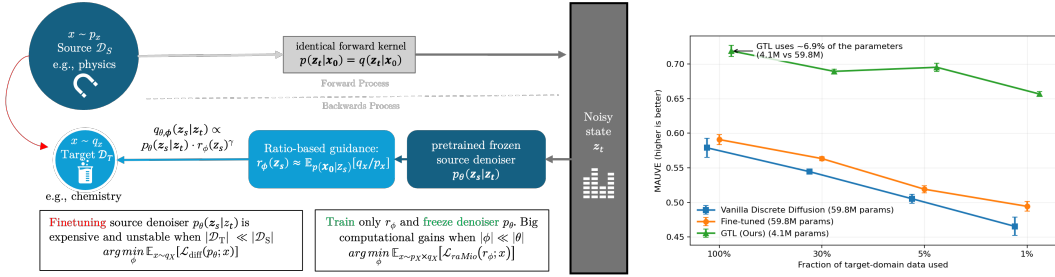 x ~ pₓ
Source 𝒟_S
e.g., physics
identical forward kernel
p(z_t|x_0) = q(z_t|x_0)
Forward Process
Backwards Process
Noisy
state
z_t
x ~ qₓ
Target 𝒟_T
e.g., chemistry
q_{θ,ϕ}(z_s|z_t) ∝
p_θ(z_s|z_t) · r_ϕ(z_s)^γ
Ratio-based guidance:
r_ϕ(z_s) ≈ 𝔼_{p(x_0|z_s)}[q_X/p_X]
pretrained frozen
source denoiser
p_θ(z_s|z_t)
Finetuning source denoiser p_θ(z_s|z_t) is
expensive and unstable when |𝒟_T| ≪ |𝒟_S|
arg min_ϕ 𝔼_{x∼q_X}[ℒ_diff(p_θ; x)]
Train only r_ϕ and freeze denoiser p_θ. Big
computational gains when |ϕ| ≪ |θ|
arg min_ϕ 𝔼_{x∼p_X×q_X}[ℒ_raMio(r_ϕ; x)]
GTL uses ~6.9% of the parameters
(4.1M vs 59.8M)
MAUVE (higher is better)
0.70
0.65
0.60
0.55
0.50
0.45
Vanilla Discrete Diffusion (59.8M params)
Fine-tuned (59.8M params)
GTL (Ours) (4.1M params)
100%
30%
5%
1%
Fraction of target-domain data used